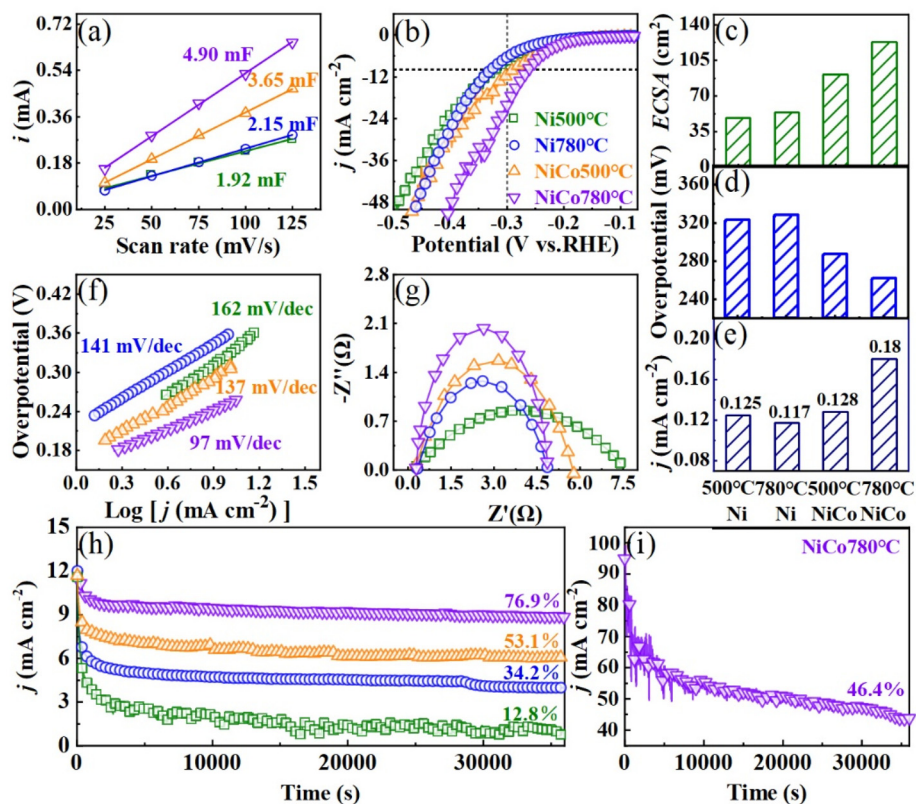 (a)
i (mA)
0.72
0.54
0.36
0.18
0.00
4.90 mF
3.65 mF
2.15 mF
1.92 mF
25 50 75 100 125
Scan rate (mV/s)
(b)
j (mA cm⁻²)
0
-12
-24
-36
-48
Ni500°C
Ni780°C
NiCo500°C
NiCo780°C
-0.5 -0.4 -0.3 -0.2 -0.1
Potential (V vs.RHE)
(c)
ECSA (cm²)
150
100
50
0
(d)
Overpotential (mV)
360
320
280
240
(e)
j (mA cm⁻²)
0.20
0.16
0.12
0.08
0.125
0.117
0.128
0.18
500°C 780°C 500°C 780°C
Ni Ni NiCo NiCo
(f)
Overpotential (V)
0.42
0.36
0.30
0.24
0.18
162 mV/dec
141 mV/dec
137 mV/dec
97 mV/dec
0.0 0.3 0.6 0.9 1.2 1.5
Log [ j (mA cm⁻²) ]
(g)
-Z''(Ω)
-2.8
2.1
1.4
0.7
0.0
0.0 1.5 3.0 4.5 6.0 7.5
Z'(Ω)
(h)
j (mA cm⁻²)
15
12
9
6
3
0
76.9%
53.1%
34.2%
12.8%
0 10000 20000 30000
Time (s)
(i)
NiCo780°C
j (mA cm⁻²)
100
90
80
70
60
50
40
46.4%
0 10000 20000 30000
Time (s)